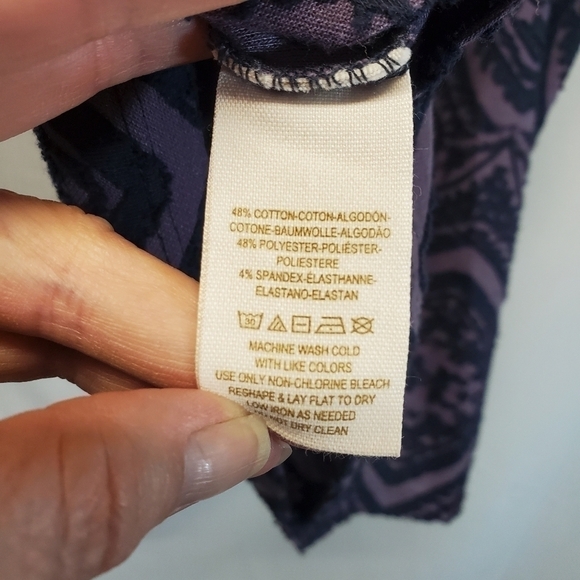 48% COTTON-COTON-ALGODÓN-
COTONE-BAUMWOLLE-ALGODÃO
48% POLYESTER-POLIÉSTER-
POLIESTERE
4% SPANDEX-ÉLASTHANNE-
ELASTANO-ELASTAN
30
MACHINE WASH COLD
WITH LIKE COLORS
USE ONLY NON-CHLORINE BLEACH
RESHAPE & LAY FLAT TO DRY
LOW IRON AS NEEDED
NOT DRY CLEAN